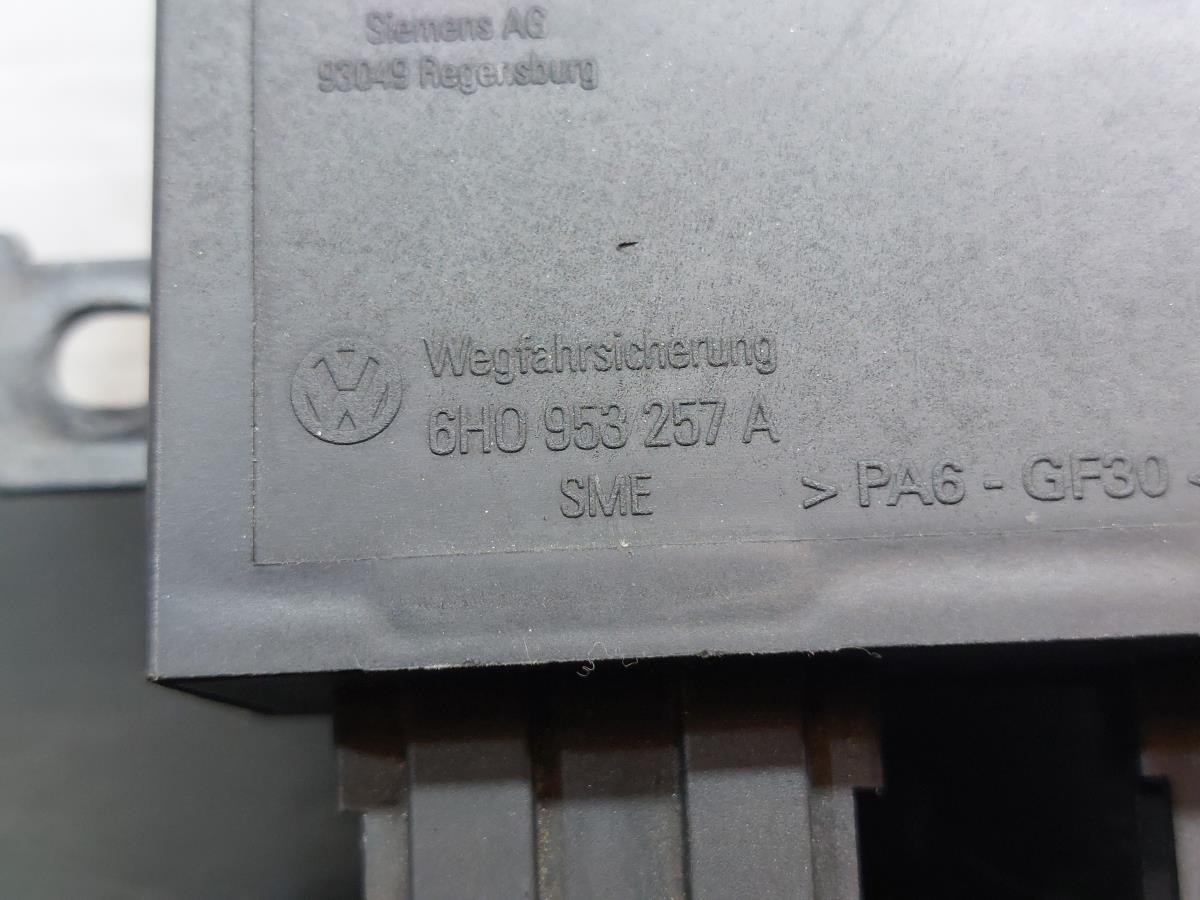 Siemens AG
93049 Regensburg
Wegfahrsicherung
6H0 953 257 A
SME
> PA6 - GF30 <